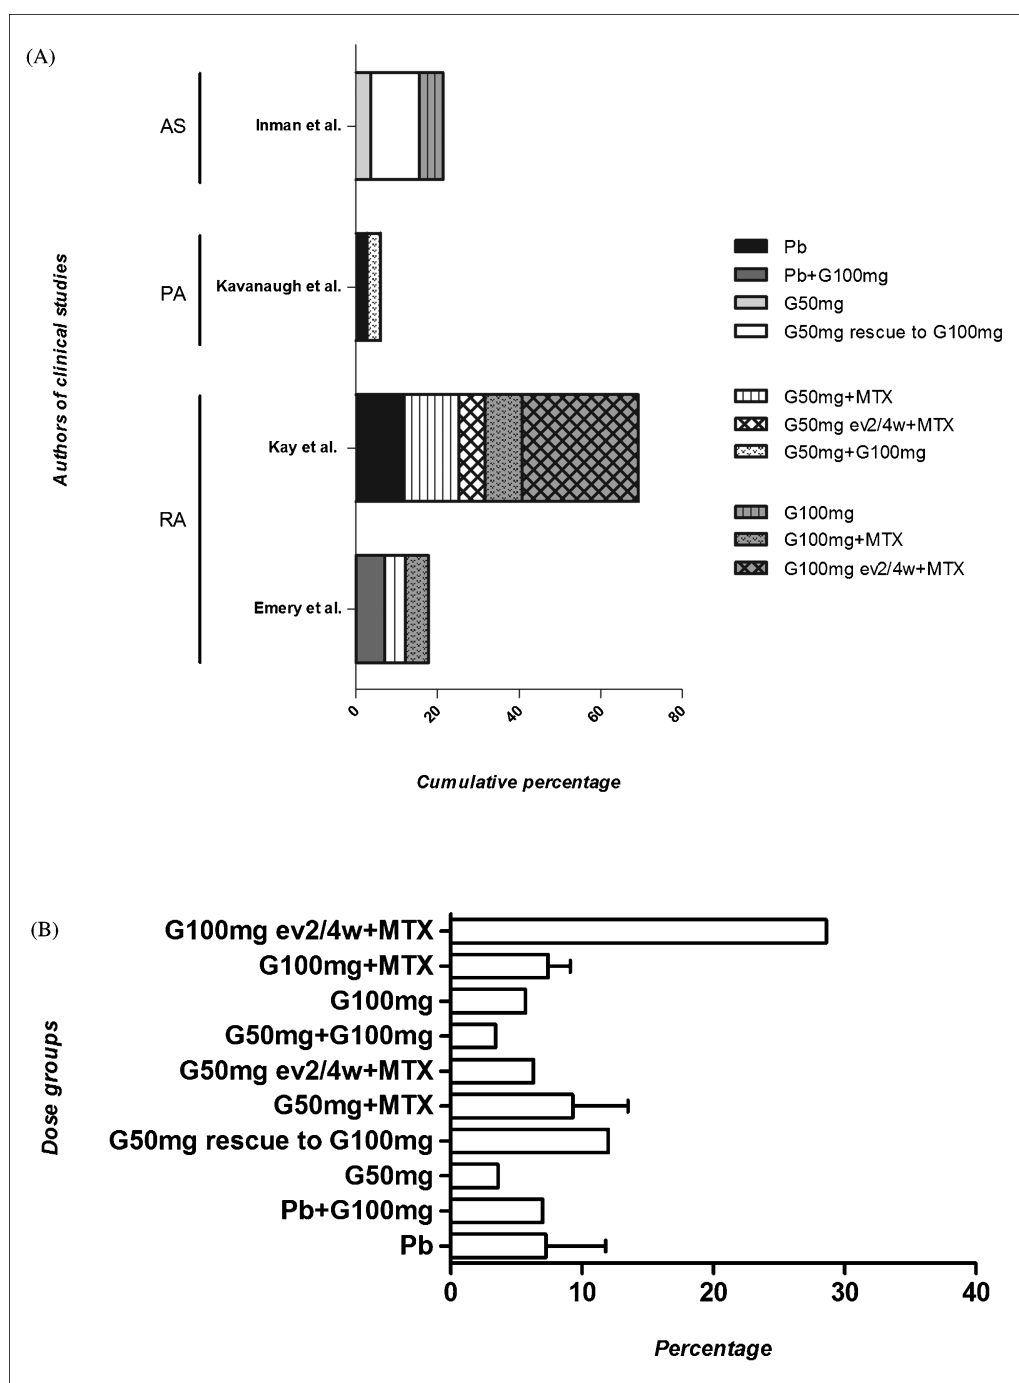 (A)
AS
Inman et al.
PA
Kavanaugh et al.
RA
Kay et al.
Emery et al.
Authors of clinical studies
0
20
40
60
80
Cumulative percentage
Pb
Pb+G100mg
G50mg
G50mg rescue to G100mg
G50mg+MTX
G50mg ev2/4w+MTX
G50mg+G100mg
G100mg
G100mg+MTX
G100mg ev2/4w+MTX
(B)
Dose groups
G100mg ev2/4w+MTX
G100mg+MTX
G100mg
G50mg+G100mg
G50mg ev2/4w+MTX
G50mg+MTX
G50mg rescue to G100mg
G50mg
Pb+G100mg
Pb
0
10
20
30
40
Percentage